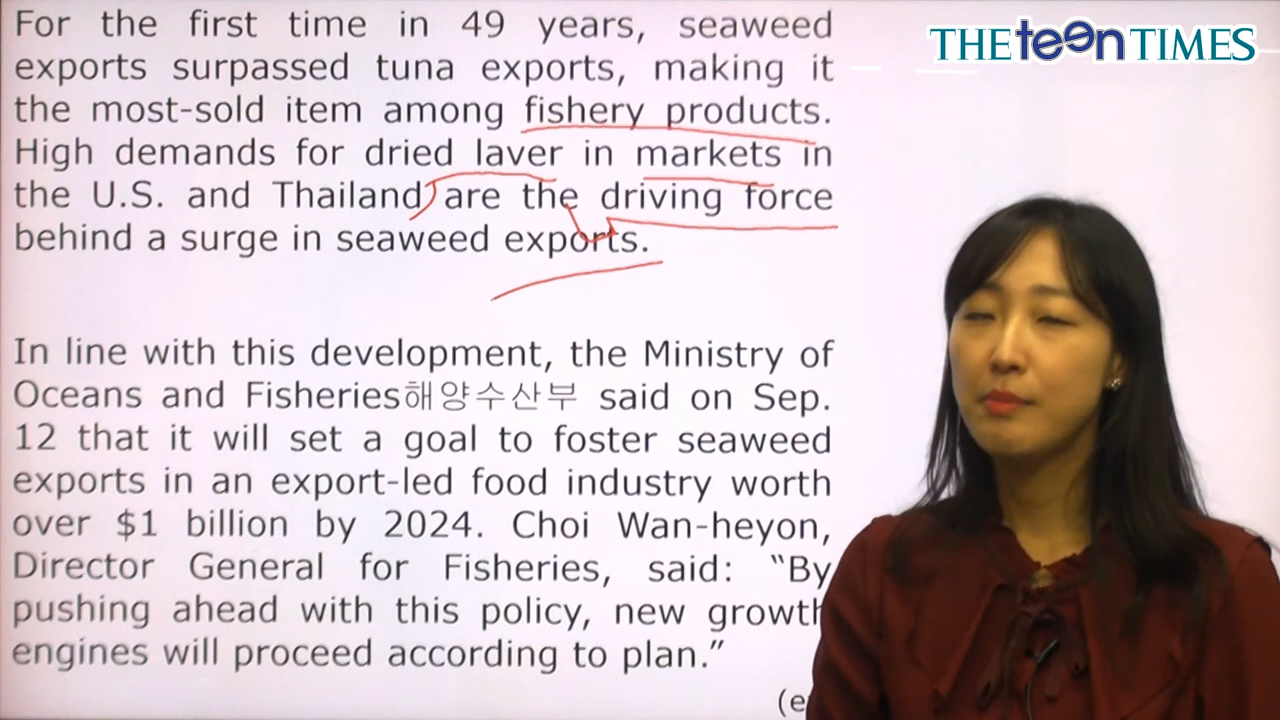 THE teen TIMES
For the first time in 49 years, seaweed
exports surpassed tuna exports, making it
the most-sold item among fishery products.
High demands for dried laver in markets in
the U.S. and Thailand are the driving force
behind a surge in seaweed exports.
In line with this development, the Ministry of
Oceans and Fisheries해양수산부 said on Sep.
12 that it will set a goal to foster seaweed
exports in an export-led food industry worth
over $1 billion by 2024. Choi Wan-heyon,
Director General for Fisheries, said: “By
pushing ahead with this policy, new growth
engines will proceed according to plan.”